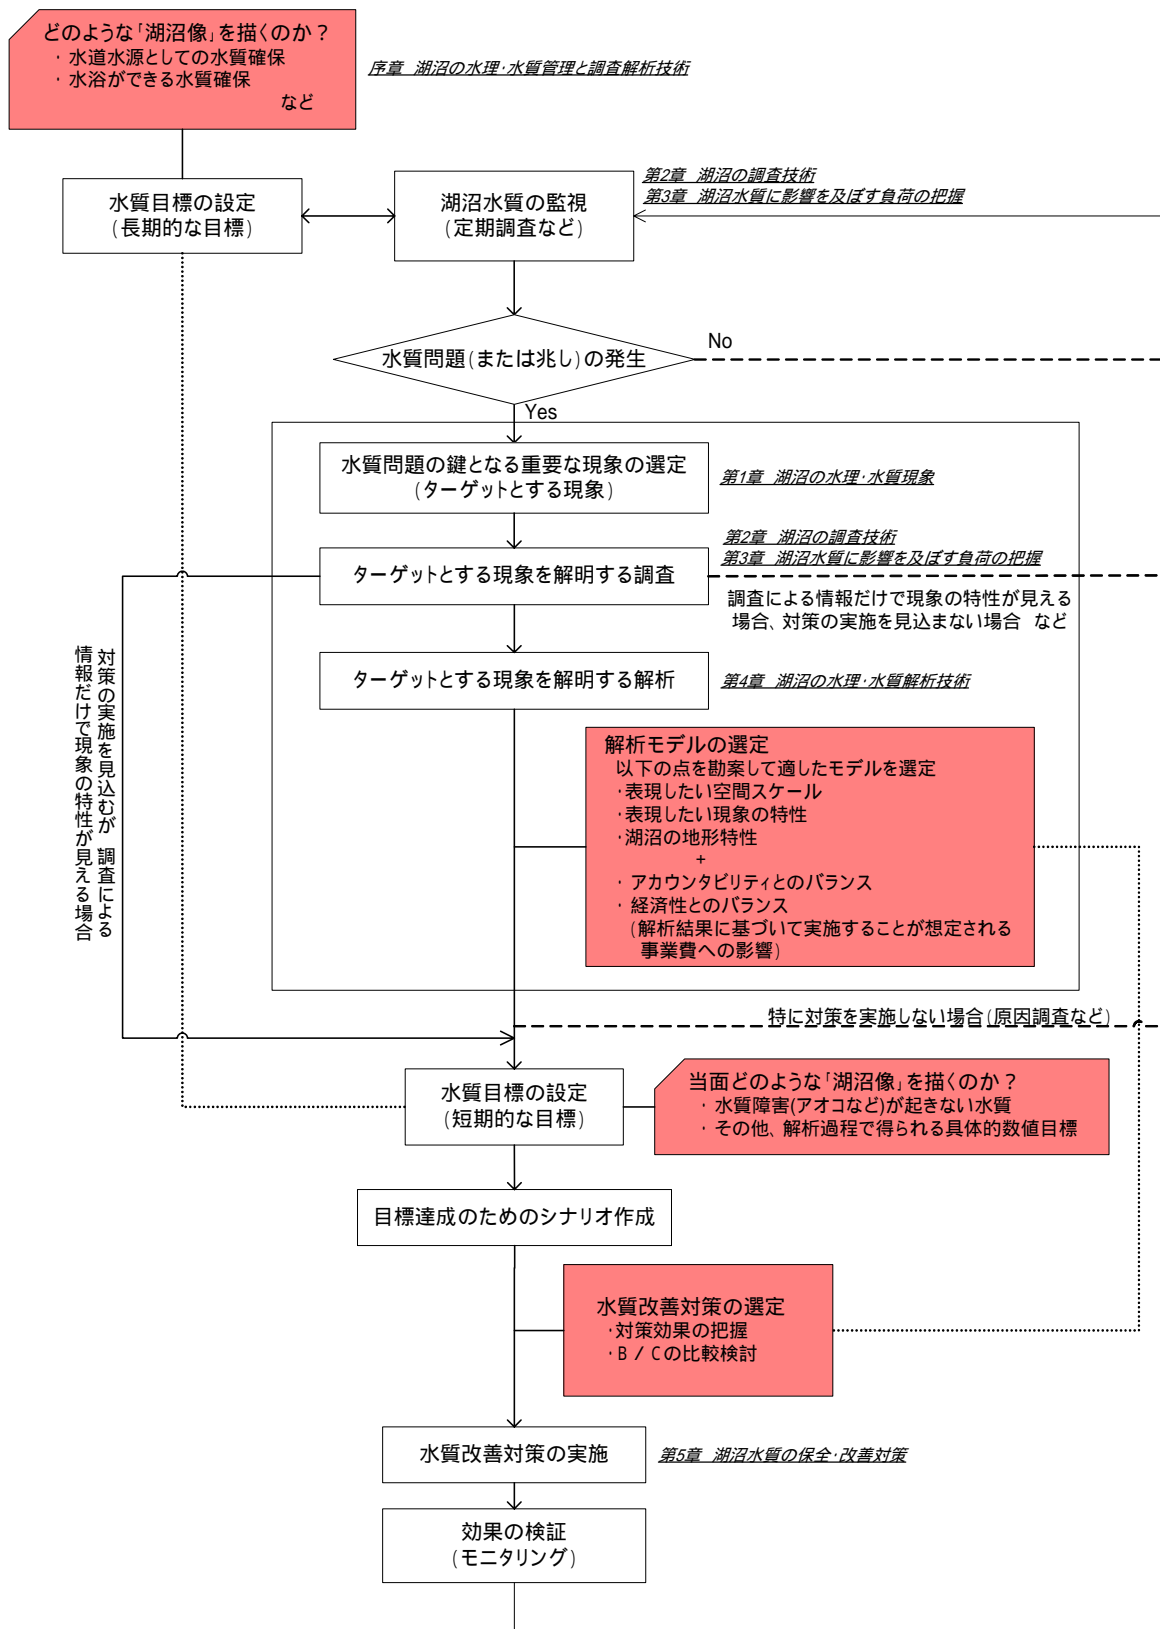 どのような「湖沼像」を描くのか？
・水道水源としての水質確保
・水浴ができる水質確保
など
序章 湖沼の水理・水質管理と調査解析技術
水質目標の設定
(長期的な目標)
湖沼水質の監視
(定期調査など)
第2章 湖沼の調査技術
第3章 湖沼水質に影響を及ぼす負荷の把握
水質問題(または兆し)の発生
No
Yes
水質問題の鍵となる重要な現象の選定
(ターゲットとする現象)
第1章 湖沼の水理・水質現象
ターゲットとする現象を解明する調査
第2章 湖沼の調査技術
第3章 湖沼水質に影響を及ぼす負荷の把握
調査による情報だけで現象の特性が見える
場合、対策の実施を見込まない場合 など
対策の実施を見込むが 調査による
情報だけで現象の特性が見える場合
ターゲットとする現象を解明する解析
第4章 湖沼の水理・水質解析技術
解析モデルの選定
以下の点を勘案して適したモデルを選定
・表現したい空間スケール
・表現したい現象の特性
・湖沼の地形特性
+
・アカウンタビリティとのバランス
・経済性とのバランス
(解析結果に基づいて実施することが想定される
事業費への影響)
特に対策を実施しない場合(原因調査など)
水質目標の設定
(短期的な目標)
当面どのような「湖沼像」を描くのか？
・水質障害(アオコなど)が起きない水質
・その他、解析過程で得られる具体的数値目標
目標達成のためのシナリオ作成
水質改善対策の選定
・対策効果の把握
・B／Cの比較検討
水質改善対策の実施
第5章 湖沼水質の保全・改善対策
効果の検証
(モニタリング)